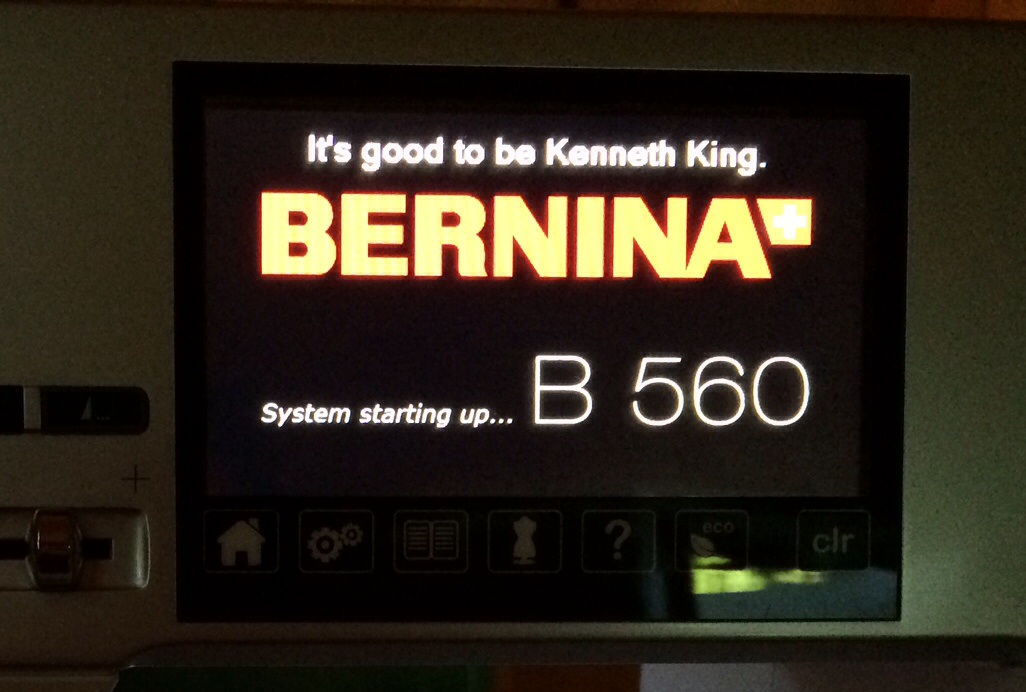 It's good to be Kenneth King.
BERNINA
System starting up... B 560
? eco clr